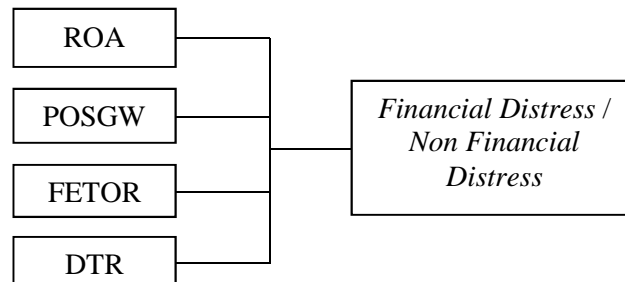 ROA
POSGW
FETOR
DTR
Financial Distress /
Non Financial
Distress